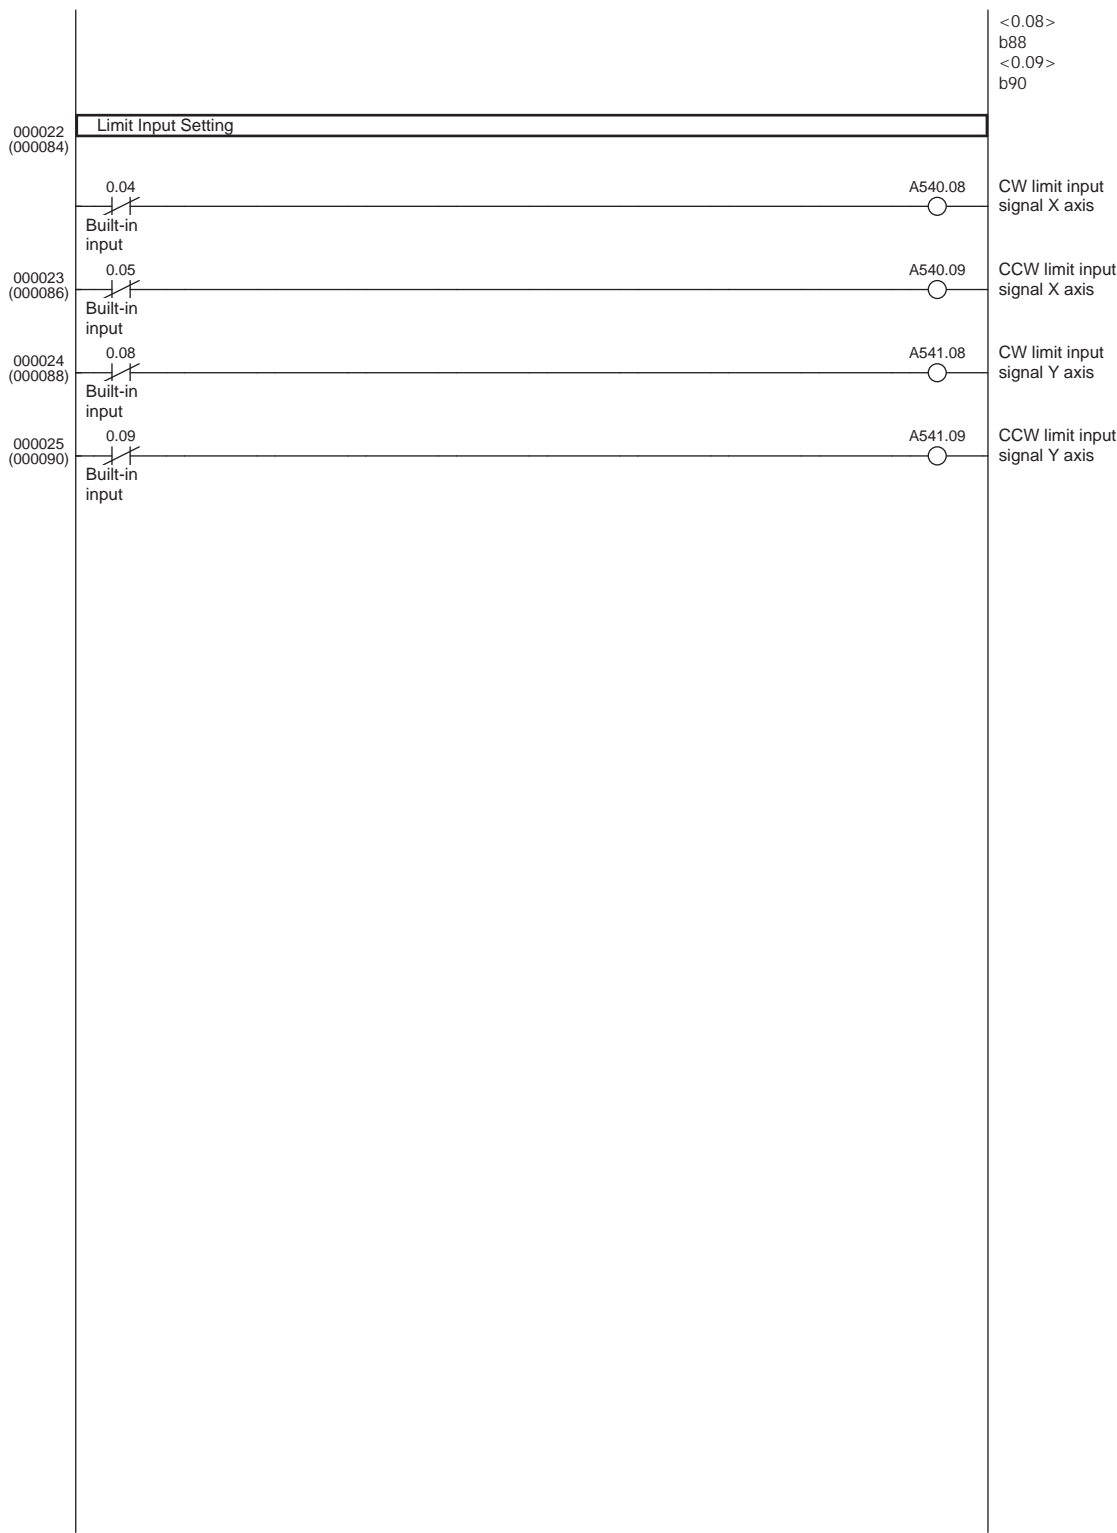 <0.08>
b88
<0.09>
b90
000022
(000084)
Limit Input Setting
0.04
Built-in
input
A540.08
CW limit input
signal X axis
000023
(000086)
0.05
Built-in
input
A540.09
CCW limit input
signal X axis
000024
(000088)
0.08
Built-in
input
A541.08
CW limit input
signal Y axis
000025
(000090)
0.09
Built-in
input
A541.09
CCW limit input
signal Y axis